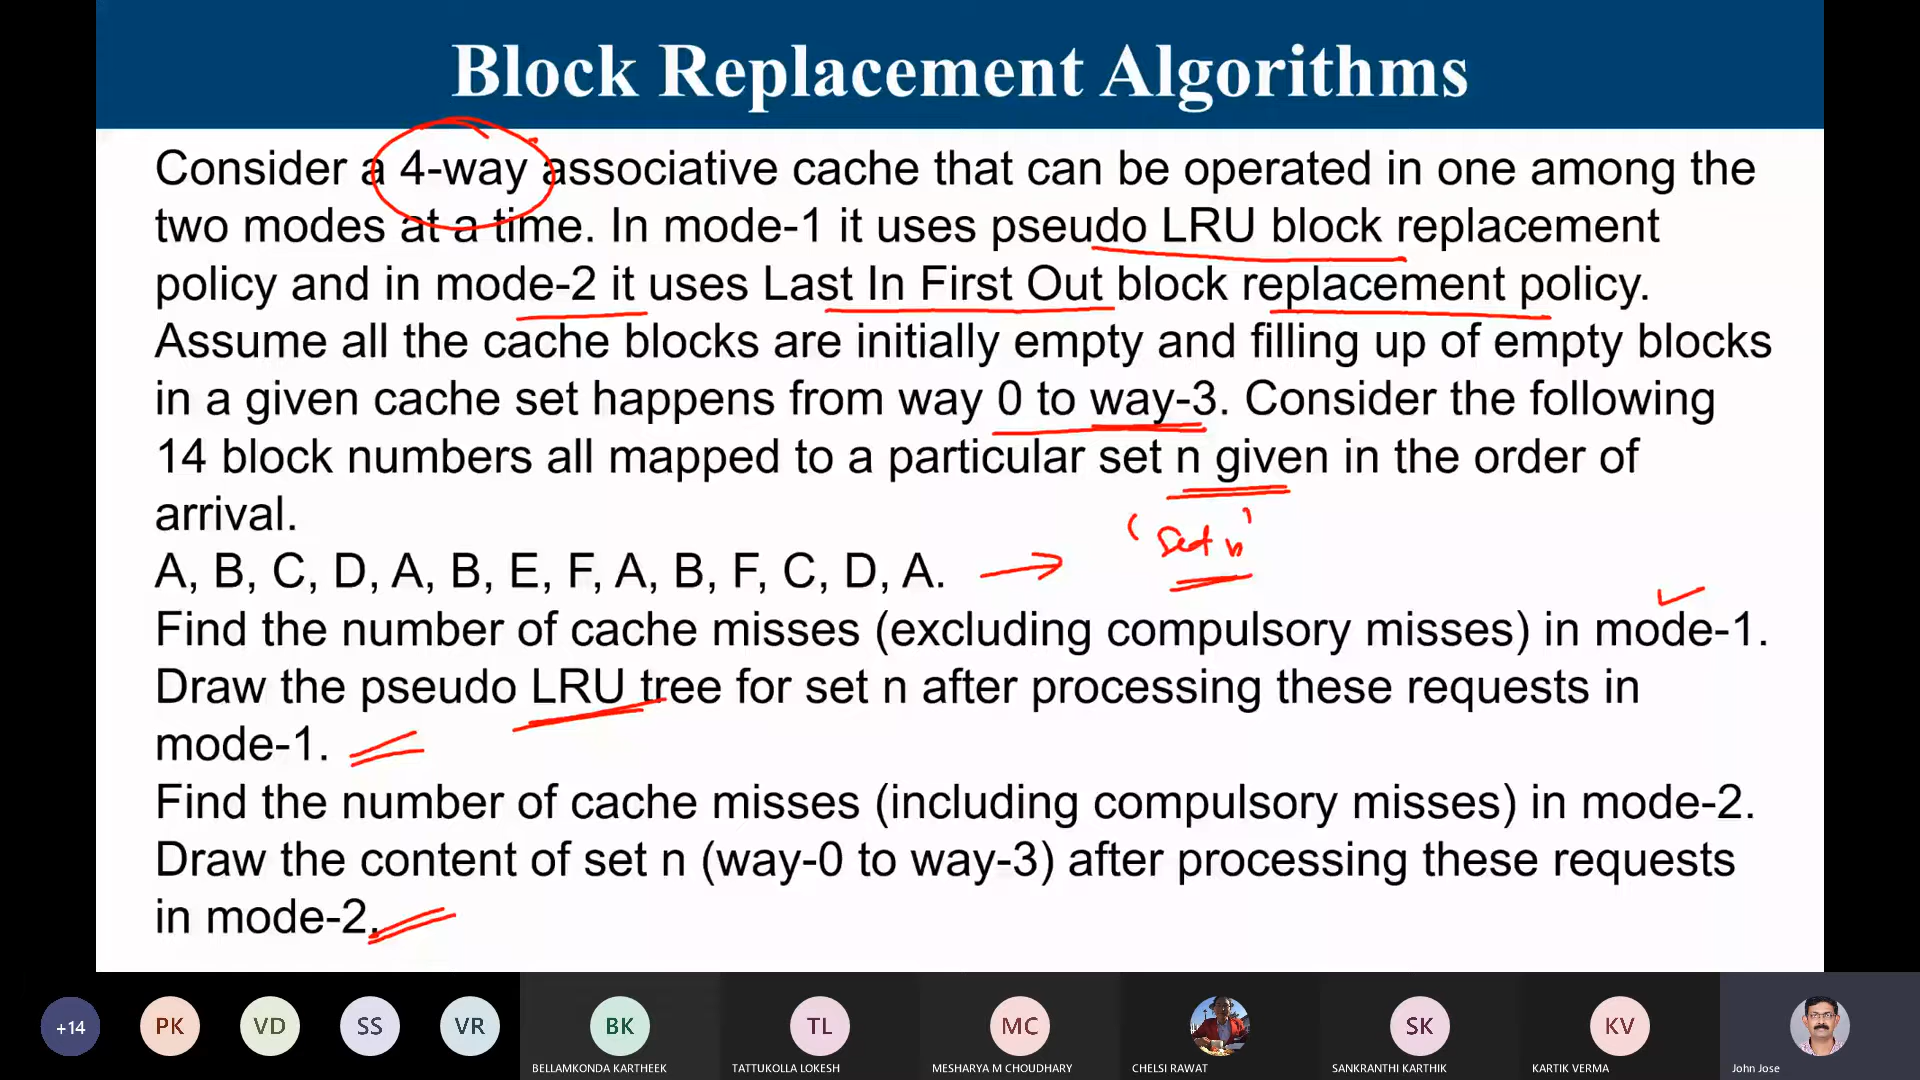 Block Replacement Algorithms
Consider a 4-way associative cache that can be operated in one among the
two modes at a time. In mode-1 it uses pseudo LRU block replacement
policy and in mode-2 it uses Last In First Out block replacement policy.
Assume all the cache blocks are initially empty and filling up of empty blocks
in a given cache set happens from way 0 to way-3. Consider the following
14 block numbers all mapped to a particular set n given in the order of
arrival.
'Set n'
A, B, C, D, A, B, E, F, A, B, F, C, D, A.
Find the number of cache misses (excluding compulsory misses) in mode-1.
Draw the pseudo LRU tree for set n after processing these requests in
mode-1.
Find the number of cache misses (including compulsory misses) in mode-2.
Draw the content of set n (way-0 to way-3) after processing these requests
in mode-2.
+14 PK VD SS VR BK TL MC SK KV
BELLAMKONDA KARTHEEK TATTUKOLLA LOKESH MESHARYA M CHOUDHARY CHELSI RAWAT SANKRANTHI KARTHIK KARTIK VERMA John Jose